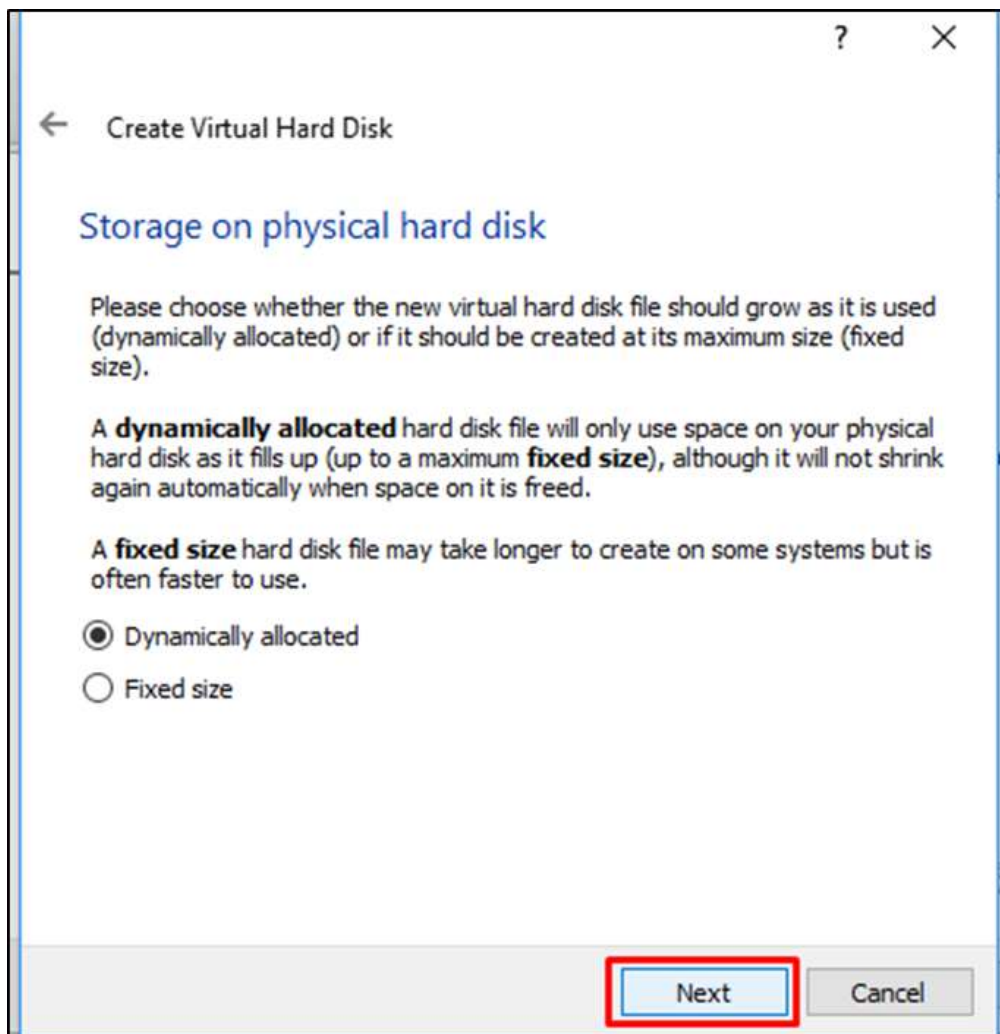 ?
Create Virtual Hard Disk
Storage on physical hard disk
Please choose whether the new virtual hard disk file should grow as it is used
(dynamically allocated) or if it should be created at its maximum size (fixed
size).
A dynamically allocated hard disk file will only use space on your physical
hard disk as it fills up (up to a maximum fixed size), although it will not shrink
again automatically when space on it is freed.
A fixed size hard disk file may take longer to create on some systems but is
often faster to use.
Dynamically allocated
Fixed size
Next Cancel